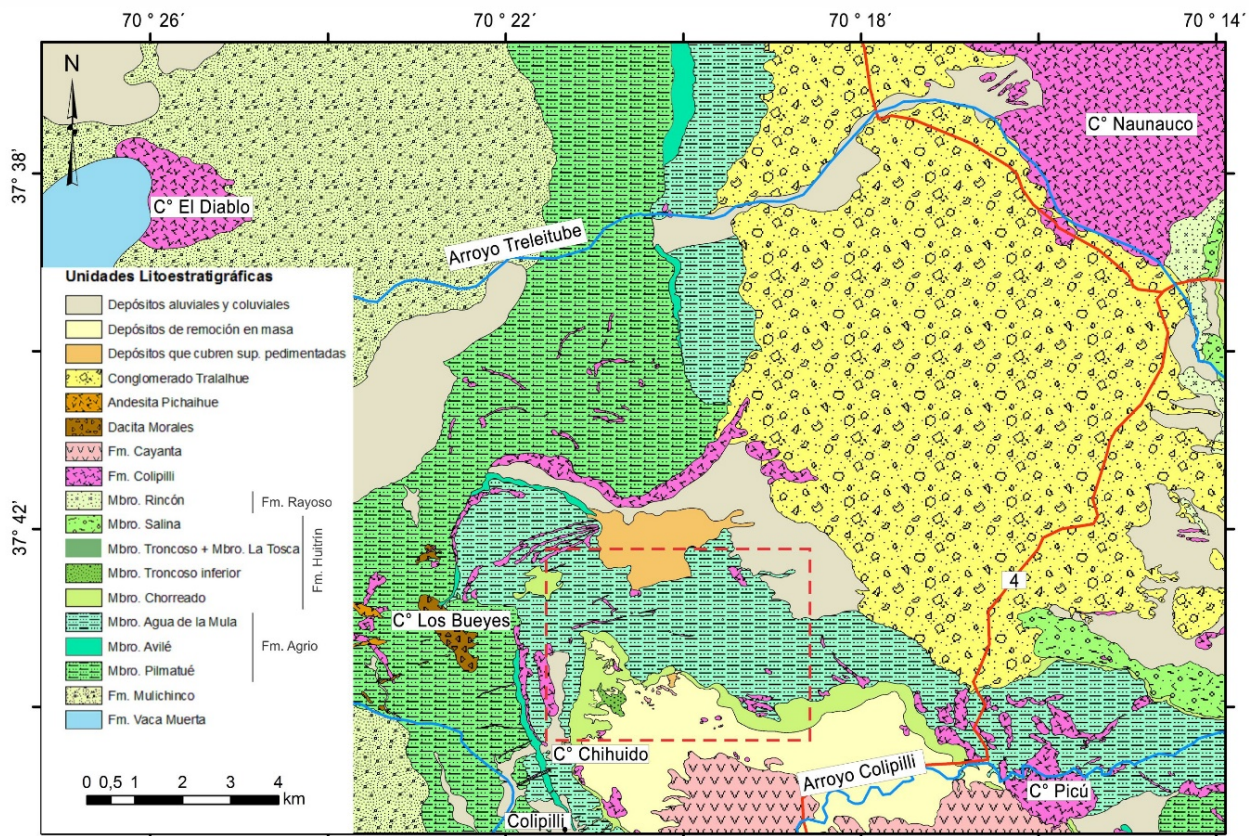 70 ° 26´
70 ° 22´
70 ° 18´
70 ° 14´
N
C° Naunauco
37° 38´
C° El Diablo
Arroyo Treleitube
Unidades Litoestratigráficas
Depósitos aluviales y coluviales
Depósitos de remoción en masa
Depósitos que cubren sup. pedimentadas
Conglomerado Tralalhue
Andesita Pichaihue
Dacita Morales
Fm. Cayanta
Fm. Colipilli
Mbro. Rincón
Fm. Rayoso
Mbro. Salina
Mbro. Troncoso + Mbro. La Tosca
Mbro. Troncoso inferior
Mbro. Chorreado
Fm. Huitrín
Mbro. Agua de la Mula
Mbro. Avilé
Fm. Agrio
Mbro. Pilmatué
Fm. Mulichinco
Fm. Vaca Muerta
0 0,5 1 2 3 4
km
37° 42´
4
C° Los Bueyes
C° Chihuido
Arroyo Colipilli
C° Picú
Colipilli